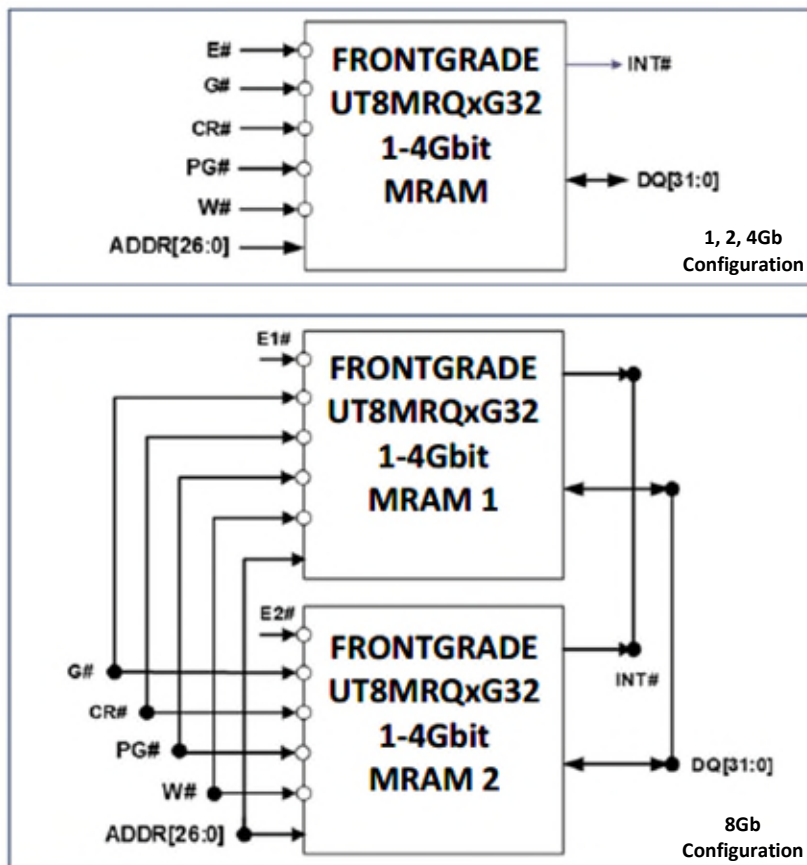 E#
G#
CR#
PG#
W#
ADDR[26:0]
FRONTGRADE
UT8MRQxG32
1-4Gbit
MRAM
INT#
DQ[31:0]
1, 2, 4Gb
Configuration
E1#
FRONTGRADE
UT8MRQxG32
1-4Gbit
MRAM 1
E2#
FRONTGRADE
UT8MRQxG32
1-4Gbit
MRAM 2
G#
CR#
PG#
W#
ADDR[26:0]
INT#
DQ[31:0]
8Gb
Configuration